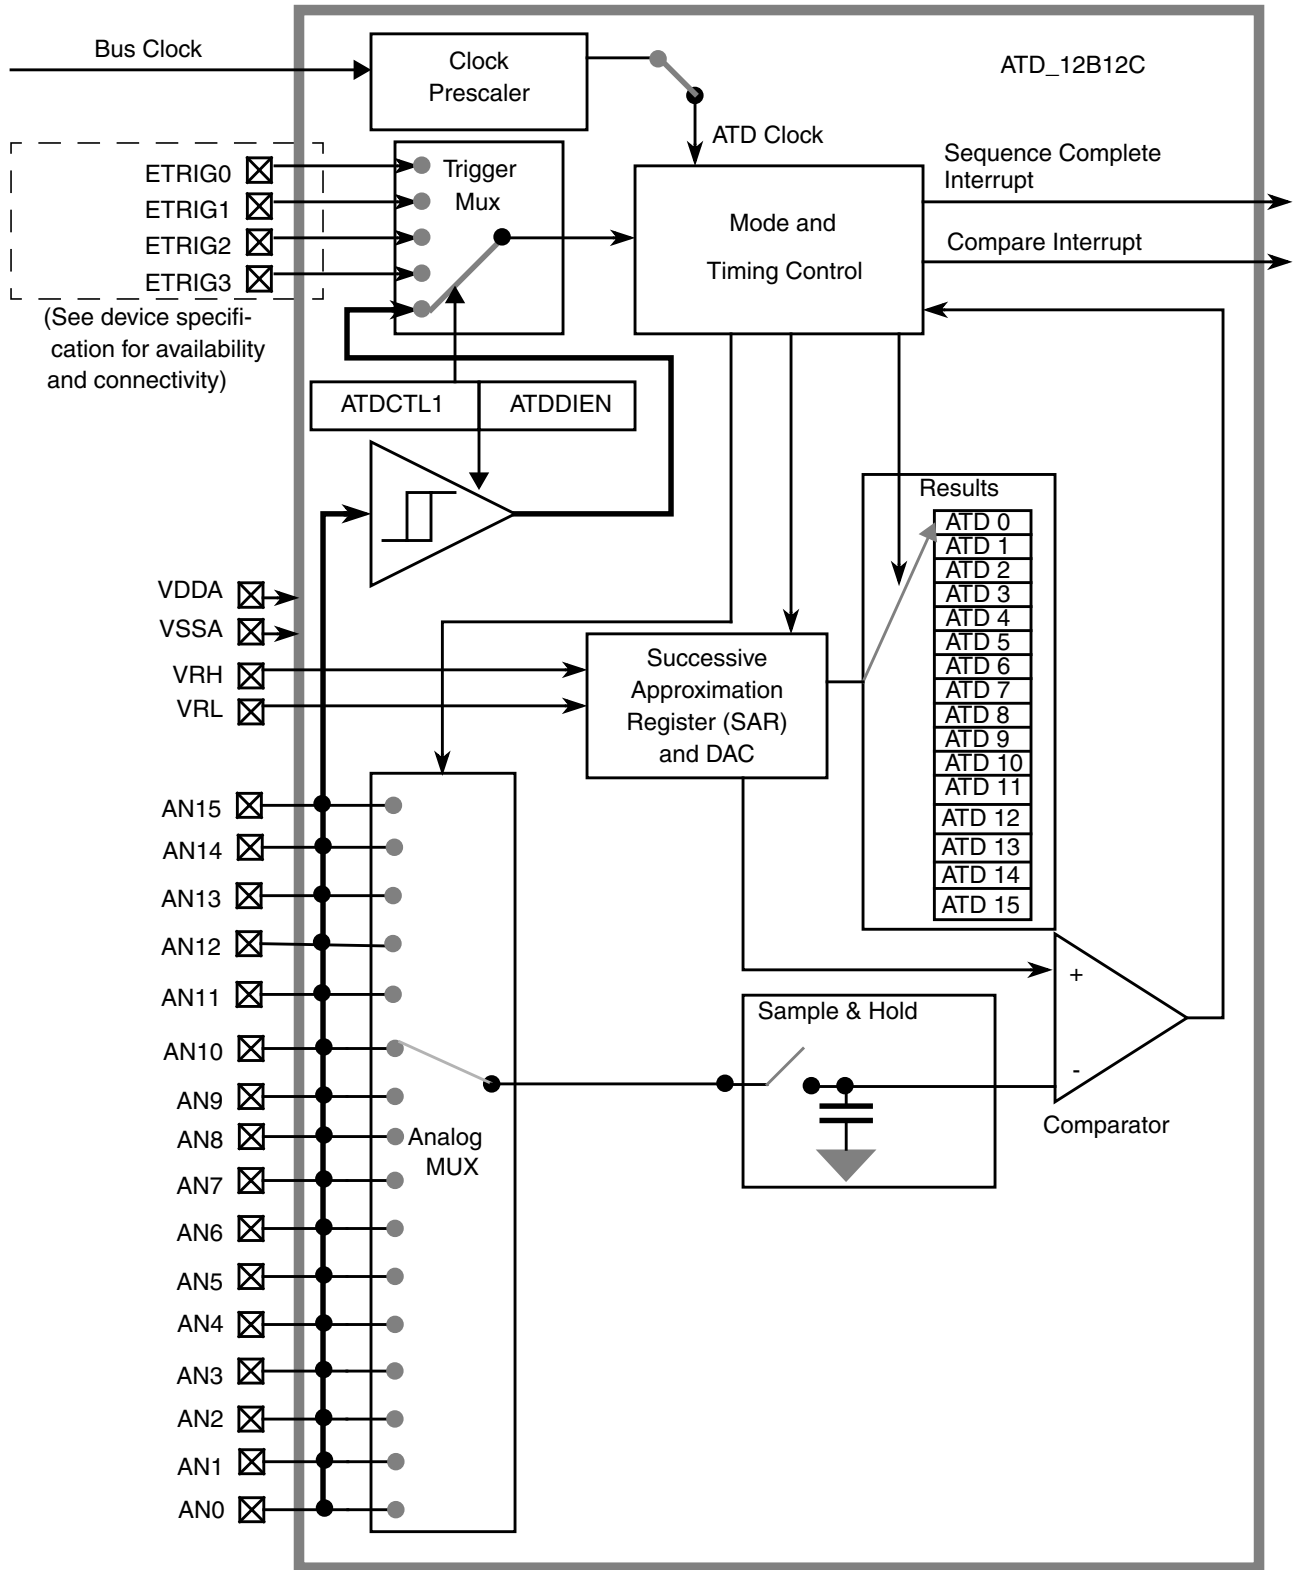 Bus Clock
Clock
Prescaler
ATD_12B12C
ATD Clock
ETRIG0
ETRIG1
ETRIG2
ETRIG3
(See device specifi-
cation for availability
and connectivity)
Trigger
Mux
Mode and
Timing Control
Sequence Complete
Interrupt
Compare Interrupt
ATDCTL1
ATDDIEN
Results
ATD 0
ATD 1
ATD 2
ATD 3
ATD 4
ATD 5
ATD 6
ATD 7
ATD 8
ATD 9
ATD 10
ATD 11
ATD 12
ATD 13
ATD 14
ATD 15
VDDA
VSSA
VRH
VRL
Successive
Approximation
Register (SAR)
and DAC
AN15
AN14
AN13
AN12
AN11
AN10
AN9
AN8
AN7
AN6
AN5
AN4
AN3
AN2
AN1
AN0
Analog
MUX
Sample & Hold
+
-
Comparator